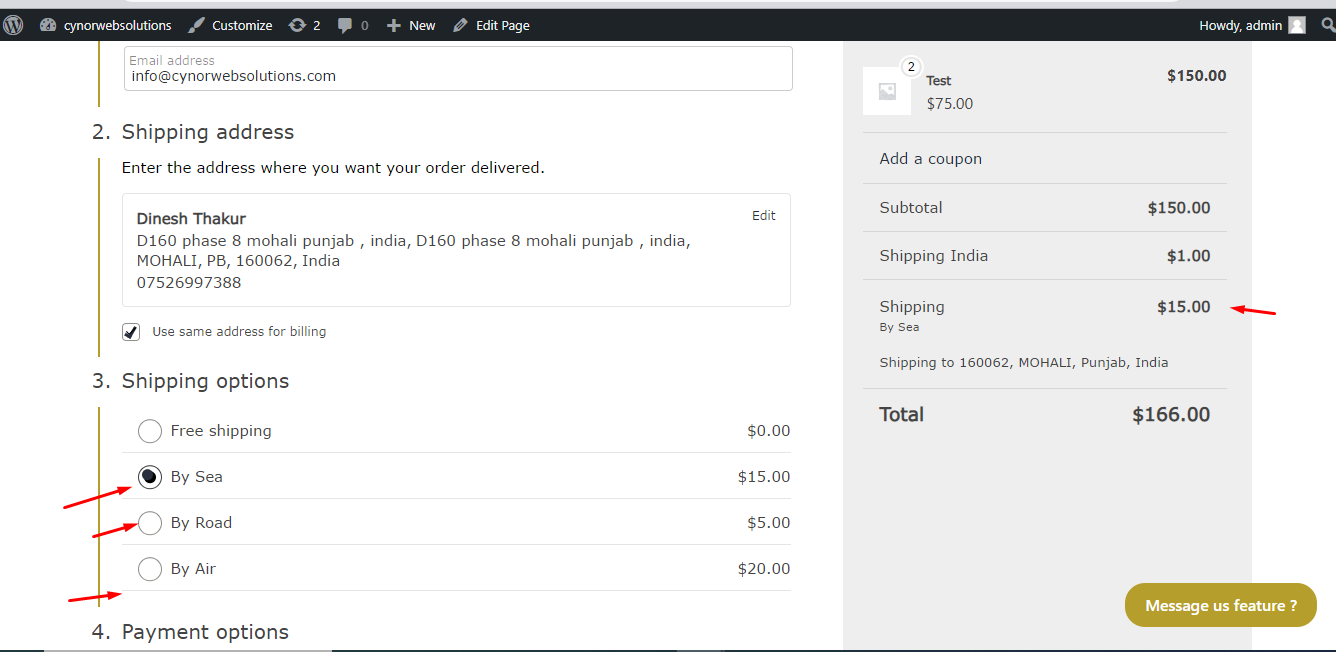 cynorwebsolutions Customize 2 0 New Edit Page Howdy, admin
Email address
info@cynorwebsolutions.com
2. Shipping address
Enter the address where you want your order delivered.
Dinesh Thakur Edit
D160 phase 8 mohali punjab , india, D160 phase 8 mohali punjab , india,
MOHALI, PB, 160062, India
07526997388
Use same address for billing
3. Shipping options
Free shipping $0.00
By Sea $15.00
By Road $5.00
By Air $20.00
4. Payment options
2
Test $150.00
$75.00
Add a coupon
Subtotal $150.00
Shipping India $1.00
Shipping $15.00
By Sea
Shipping to 160062, MOHALI, Punjab, India
Total $166.00
Message us feature ?